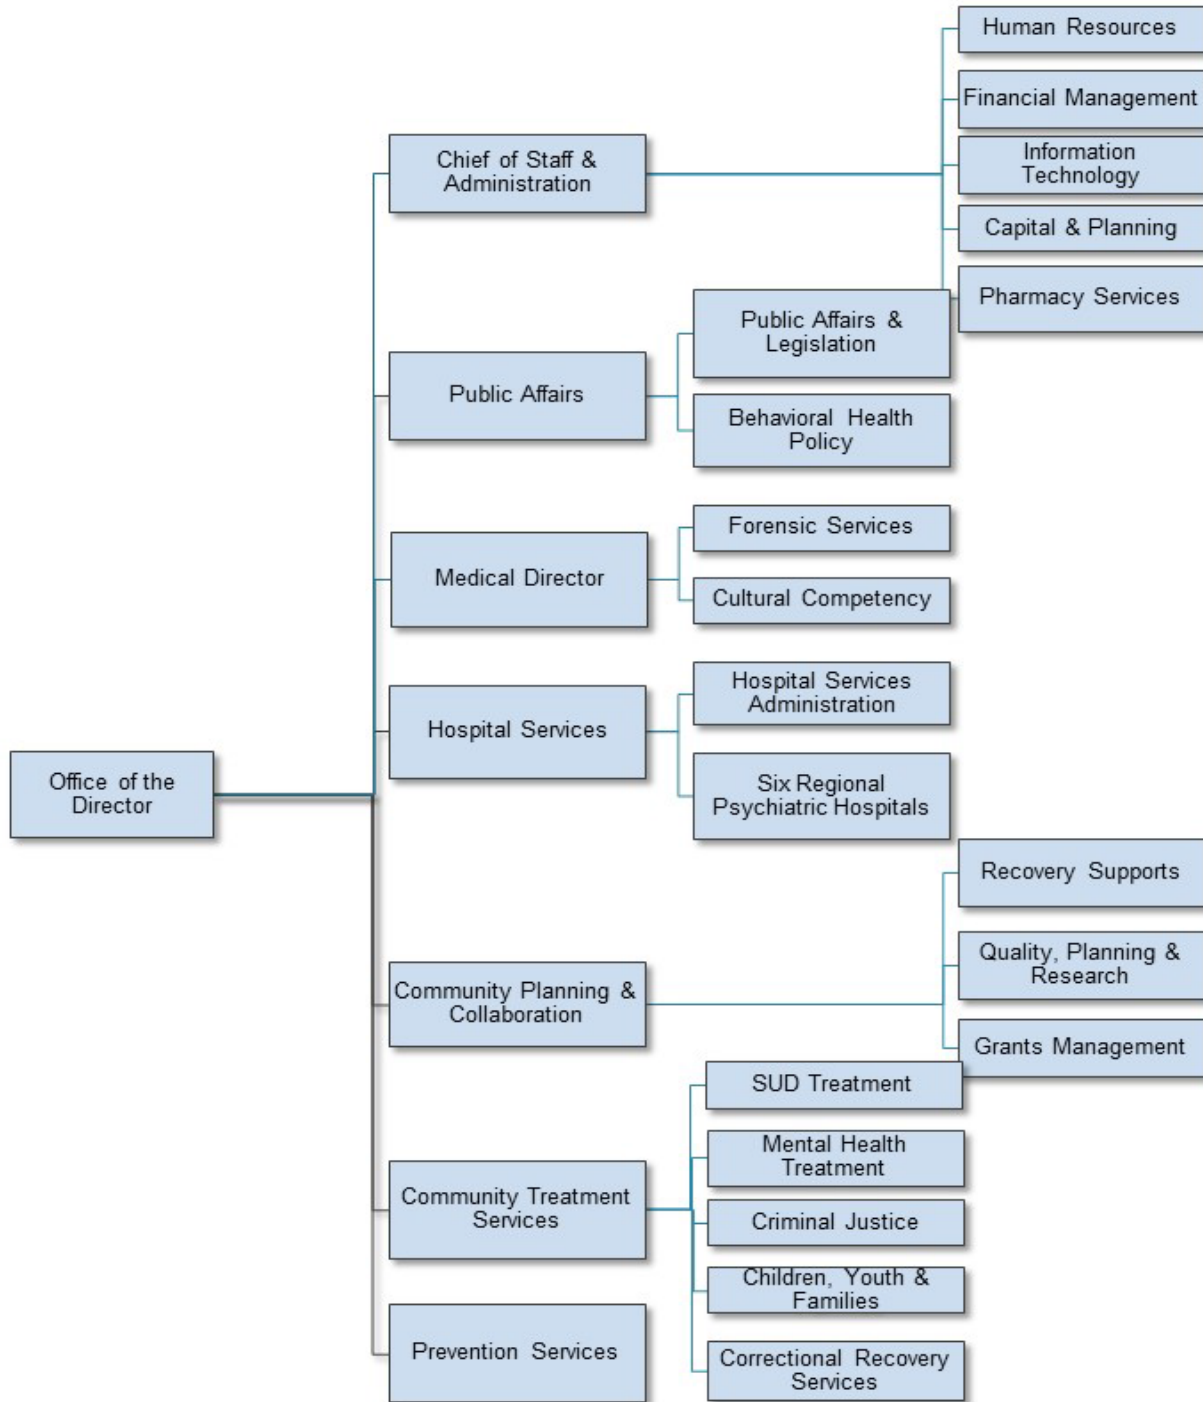 Office of the
Director
Chief of Staff &
Administration
Human Resources
Financial Management
Information
Technology
Capital & Planning
Pharmacy Services
Public Affairs
Public Affairs &
Legislation
Behavioral Health
Policy
Medical Director
Forensic Services
Cultural Competency
Hospital Services
Hospital Services
Administration
Six Regional
Psychiatric Hospitals
Community Planning &
Collaboration
Recovery Supports
Quality, Planning &
Research
Grants Management
Community Treatment
Services
SUD Treatment
Mental Health
Treatment
Criminal Justice
Children, Youth &
Families
Correctional Recovery
Services
Prevention Services